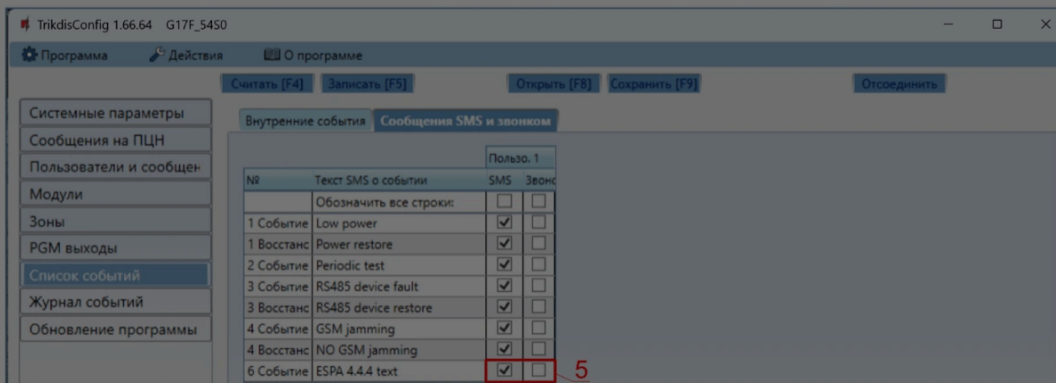 TrikdisConfig 1.66.64 G17F_54S0
Программа Действия О программе
Считать [F4] Записать [F5] Открыть [F8] Сохранить [F9] Отсоединить
Системные параметры
Сообщения на ПЦН
Пользователи и сообщен
Модули
Зоны
PGM выходы
Список событий
Журнал событий
Обновление программы
Внутренние события Сообщения SMS и звонком
Пользо. 1
№ Текст SMS о событии SMS Звонс
Обозначить все строки:
1 Событие Low power
1 Восстанс Power restore
2 Событие Periodic test
3 Событие RS485 device fault
3 Восстанс RS485 device restore
4 Событие GSM jamming
4 Восстанс NO GSM jamming
6 Событие ESPA 4.4.4 text
5